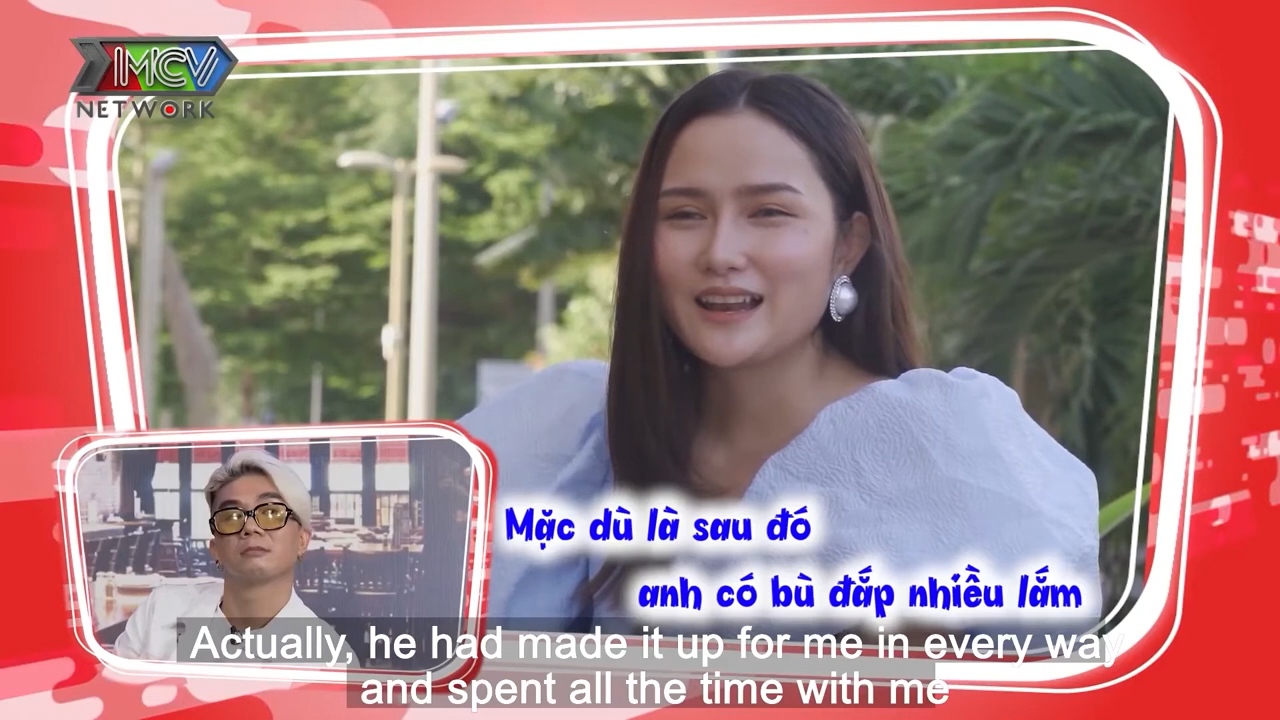 MCV
NETWORK
Mặc dù là sau đó
anh có bù đắp nhiều lắm
Actually, he had made it up for me in every way
and spent all the time with me